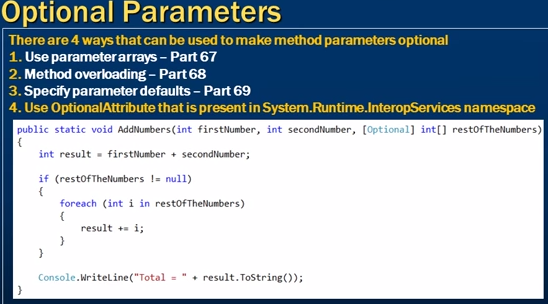 Optional Parameters
There are 4 ways that can be used to make method parameters optional
1. Use parameter arrays – Part 67
2. Method overloading – Part 68
3. Specify parameter defaults – Part 69
4. Use OptionalAttribute that is present in System.Runtime.InteropServices namespace
public static void AddNumbers(int firstNumber, int secondNumber, [Optional] int[] restOfTheNumbers)
{
    int result = firstNumber + secondNumber;

    if (restOfTheNumbers != null)
    {
        foreach (int i in restOfTheNumbers)
        {
            result += i;
        }
    }

    Console.WriteLine("Total = " + result.ToString());
}